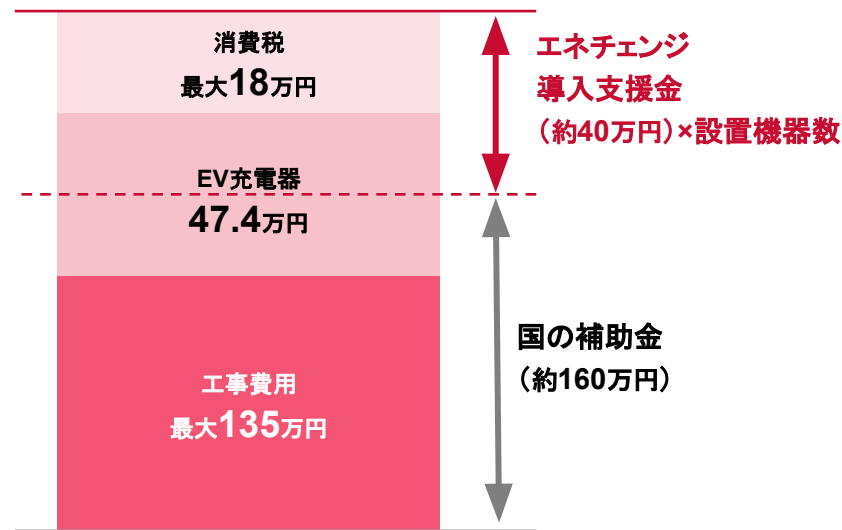 消費税
最大18万円
EV充電器
47.4万円
工事費用
最大135万円
エネチェンジ
導入支援金
（約40万円）×設置機器数
国の補助金
（約160万円）